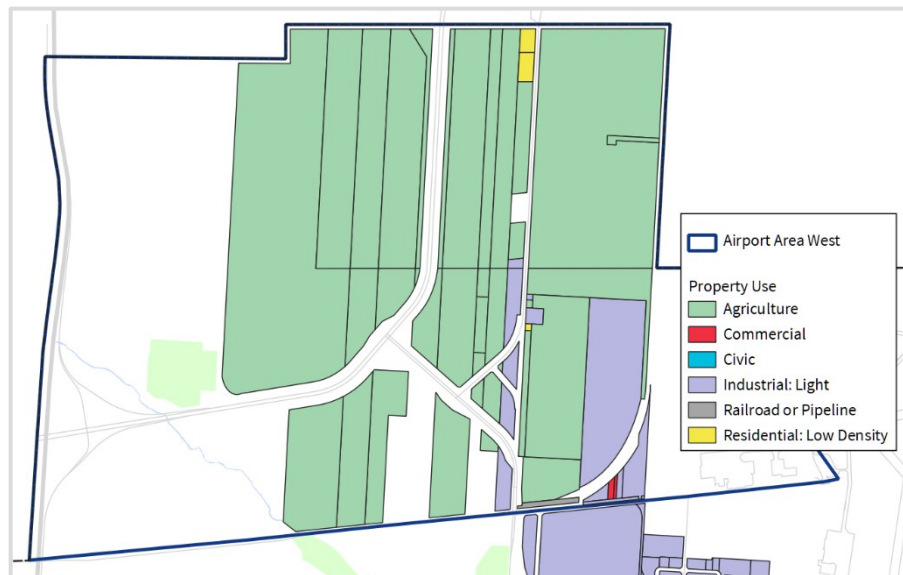 Airport Area West
Property Use
Agriculture
Commercial
Civic
Industrial: Light
Railroad or Pipeline
Residential: Low Density